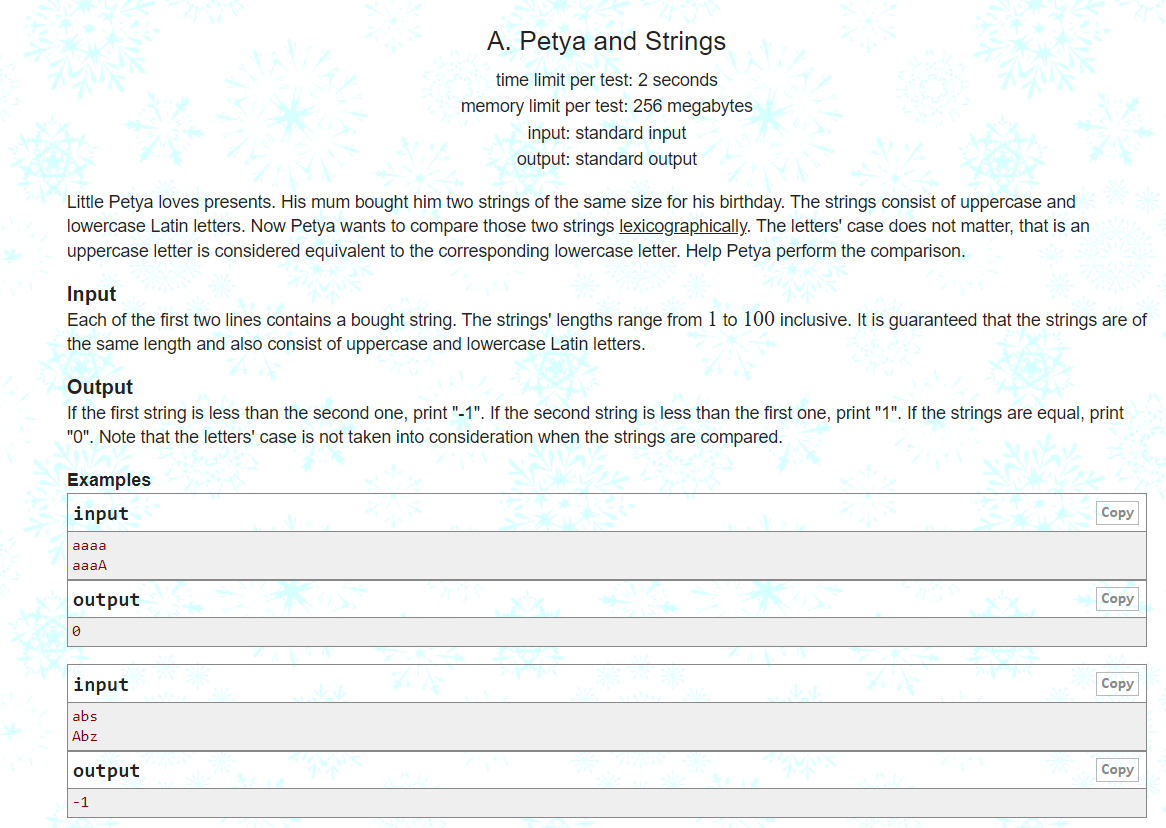 A. Petya and Strings
time limit per test: 2 seconds
memory limit per test: 256 megabytes
input: standard input
output: standard output
Little Petya loves presents. His mum bought him two strings of the same size for his birthday. The strings consist of uppercase and
lowercase Latin letters. Now Petya wants to compare those two strings lexicographically. The letters' case does not matter, that is an
uppercase letter is considered equivalent to the corresponding lowercase letter. Help Petya perform the comparison.
Input
Each of the first two lines contains a bought string. The strings' lengths range from 1 to 100 inclusive. It is guaranteed that the strings are of
the same length and also consist of uppercase and lowercase Latin letters.
Output
If the first string is less than the second one, print "-1". If the second string is less than the first one, print "1". If the strings are equal, print
"0". Note that the letters' case is not taken into consideration when the strings are compared.
Examples
input Copy
aaaa
aaaA
output Copy
0
input Copy
abs
Abz
output Copy
-1